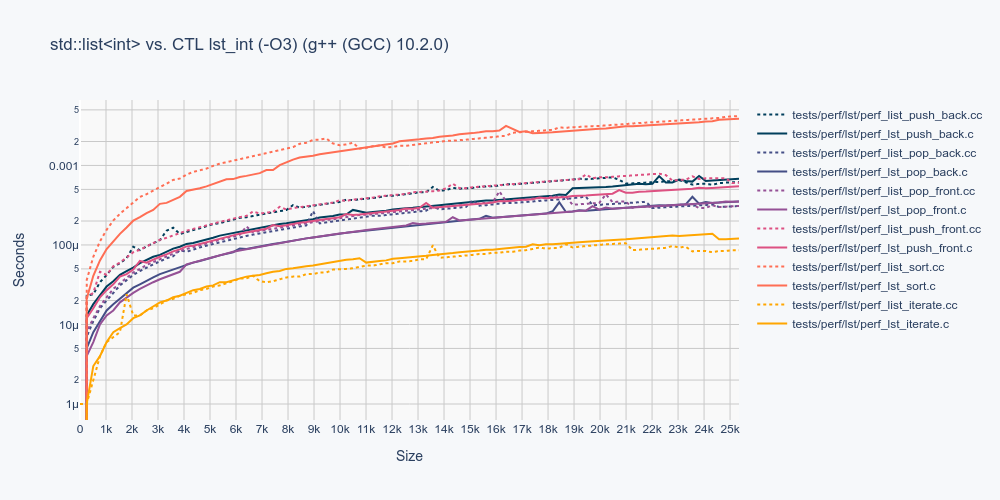 std::list<int> vs. CTL lst_int (-O3) (g++ (GCC) 10.2.0)
5
2
0.001
5
2
100μ
5
2
10μ
5
2
1μ
0 1k 2k 3k 4k 5k 6k 7k 8k 9k 10k 11k 12k 13k 14k 15k 16k 17k 18k 19k 20k 21k 22k 23k 24k 25k
Size
Seconds
tests/perf/lst/perf_list_push_back.cc
tests/perf/lst/perf_lst_push_back.c
tests/perf/lst/perf_list_pop_back.cc
tests/perf/lst/perf_lst_pop_back.c
tests/perf/lst/perf_list_pop_front.cc
tests/perf/lst/perf_lst_pop_front.c
tests/perf/lst/perf_list_push_front.cc
tests/perf/lst/perf_lst_push_front.c
tests/perf/lst/perf_list_sort.cc
tests/perf/lst/perf_lst_sort.c
tests/perf/lst/perf_list_iterate.cc
tests/perf/lst/perf_lst_iterate.c